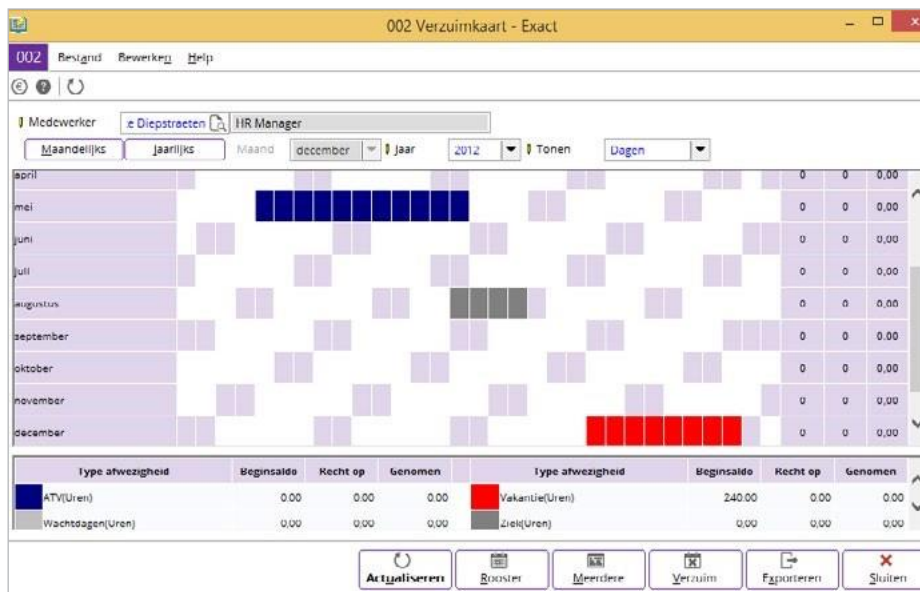 002 Verzuimkaart - Exact
002 Bestand Bewerken Help
Medewerker :e Diepstraeten HR Manager
Maandelijks Jaarlijks Maand december Jaar 2012 Tonen Dagen
april 0 0 0,00
mei 0 0 0,00
juni 0 0 0,00
juli 0 0 0,00
augustus 0 0 0,00
september 0 0 0,00
oktober 0 0 0,00
november 0 0 0,00
december 0 0 0,00
Type afwezigheid Beginsaldo Recht op Genomen Type afwezigheid Beginsaldo Recht op Genomen
ATV(Uren) 0,00 0,00 0,00 Vakantie(Uren) 240,00 0,00 0,00
Wachtdagen(Uren) 0,00 0,00 0,00 Ziek(Uren) 0,00 0,00 0,00
Actualiseren Rooster Meerdere Verzuim Exporteren Sluiten